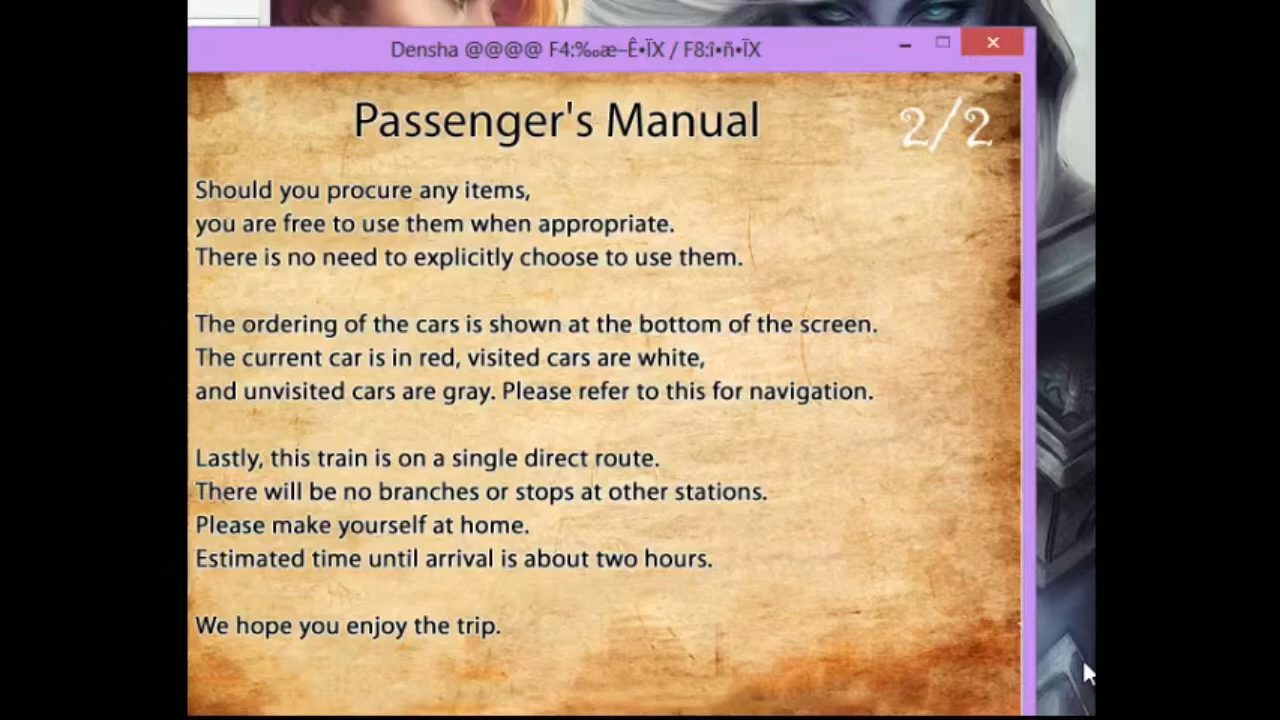 Densha @@@@ F4:‰æ–Ê•ÏX / F8:î•ñ•ÏX
Passenger's Manual
2/2
Should you procure any items,
you are free to use them when appropriate.
There is no need to explicitly choose to use them.
The ordering of the cars is shown at the bottom of the screen.
The current car is in red, visited cars are white,
and unvisited cars are gray. Please refer to this for navigation.
Lastly, this train is on a single direct route.
There will be no branches or stops at other stations.
Please make yourself at home.
Estimated time until arrival is about two hours.
We hope you enjoy the trip.